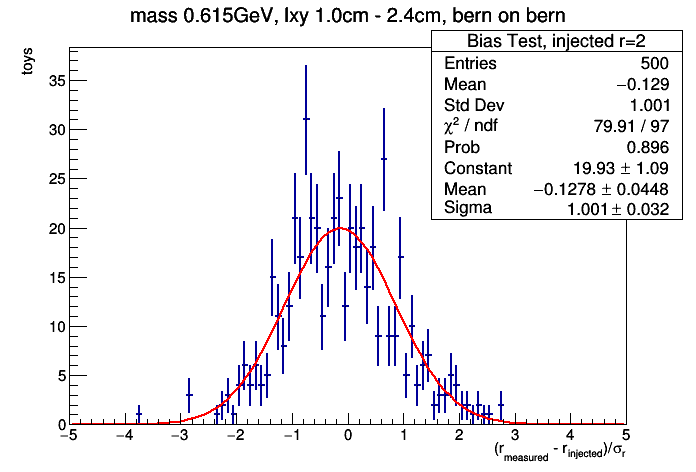 mass 0.615GeV, lxy 1.0cm - 2.4cm, bern on bern
toys
Bias Test, injected r=2
Entries 500
Mean −0.129
Std Dev 1.001
χ² / ndf 79.91 / 97
Prob 0.896
Constant 19.93 ± 1.09
Mean −0.1278 ± 0.0448
Sigma 1.001 ± 0.032
35
30
25
20
15
10
5
0
−5 −4 −3 −2 −1 0 1 2 3 4 5
(r_measured - r_injected)/σ_r